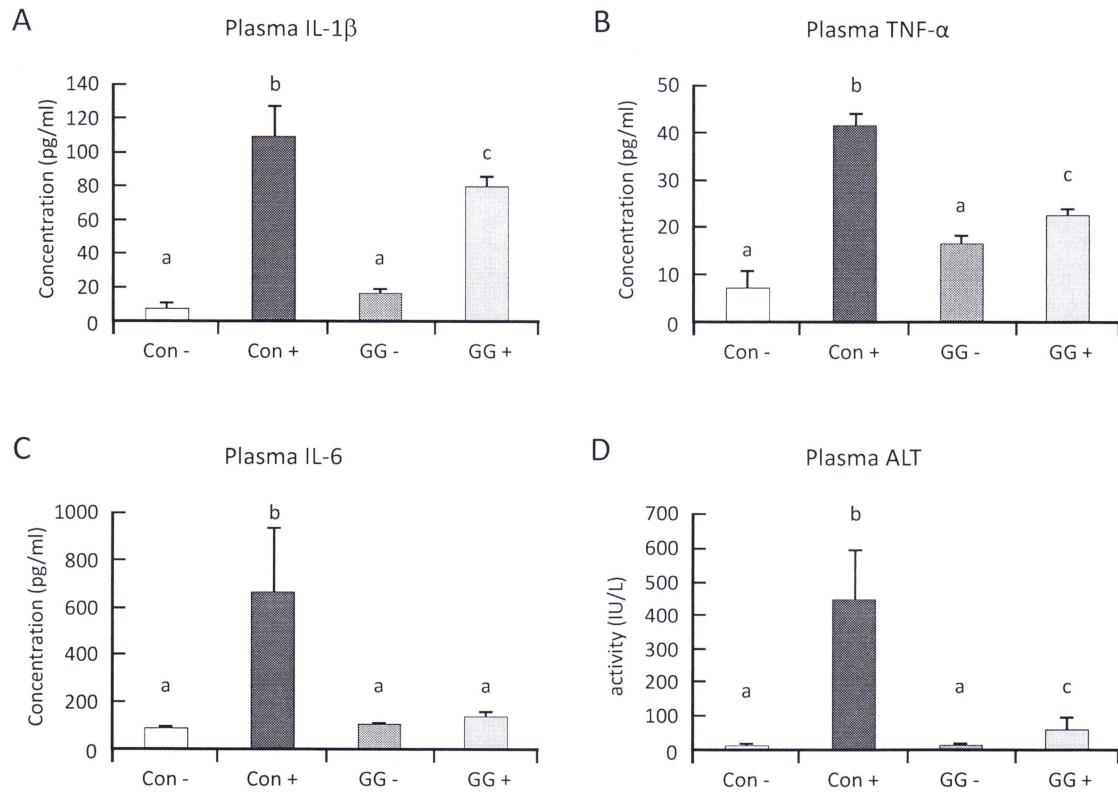 A
Plasma IL-1β
Concentration (pg/ml)
140
120
100
80
60
40
20
0
a
b
a
c
Con -
Con +
GG -
GG +
B
Plasma TNF-α
Concentration (pg/ml)
50
40
30
20
10
0
a
b
a
c
Con -
Con +
GG -
GG +
C
Plasma IL-6
Concentration (pg/ml)
1000
800
600
400
200
0
a
b
a
a
Con -
Con +
GG -
GG +
D
Plasma ALT
activity (IU/L)
700
600
500
400
300
200
100
0
a
b
a
c
Con -
Con +
GG -
GG +